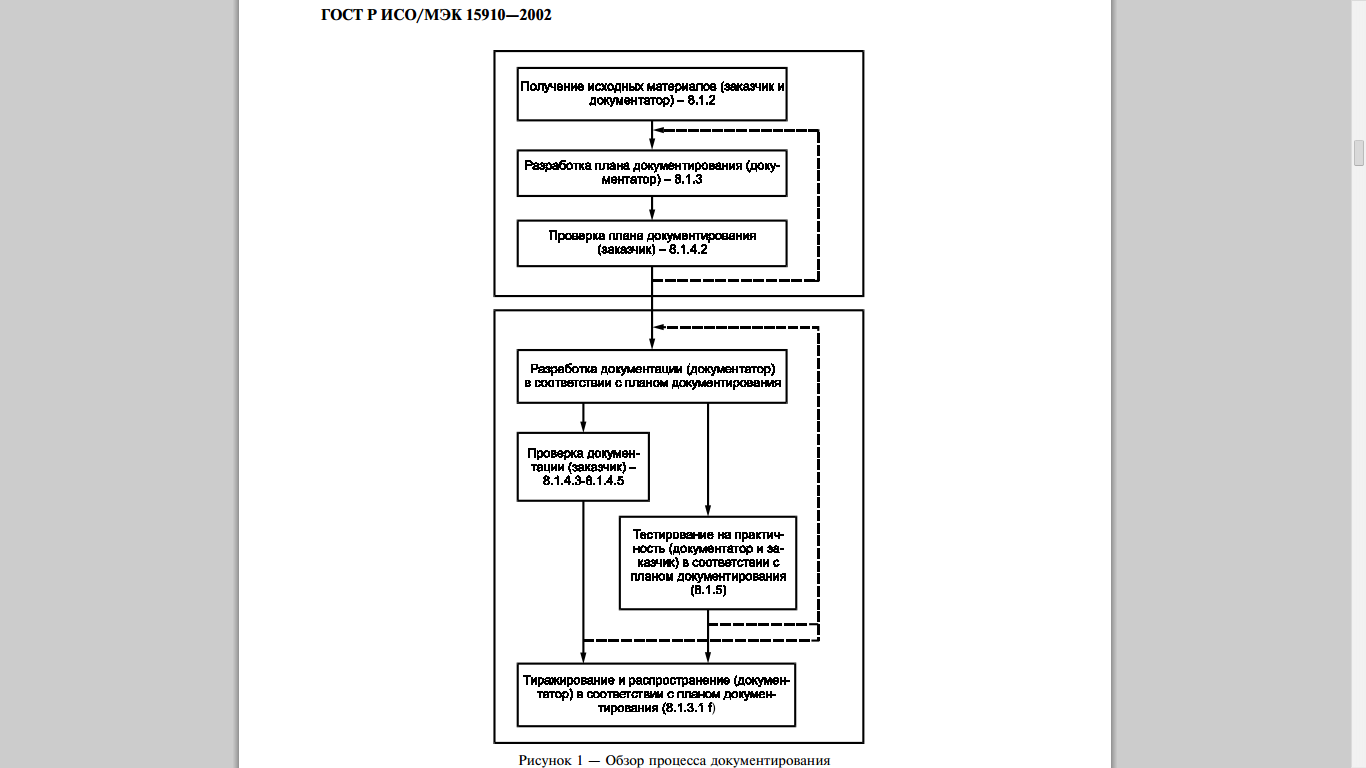 ГОСТ Р ИСО/МЭК 15910—2002
Получение исходных материалов (заказчик и
документатор) – 8.1.2
Разработка плана документирования (доку-
ментатор) – 8.1.3
Проверка плана документирования
(заказчик) – 8.1.4.2
Разработка документации (документатор)
в соответствии с планом документирования
Проверка докумен-
тации (заказчик) –
8.1.4.3-8.1.4.5
Тестирование на практич-
ность (документатор и за-
казчик) в соответствии с
планом документирования
(8.1.5)
Тиражирование и распространение (докумен-
татор) в соответствии с планом докумен-
тирования (8.1.3.1 f)
Рисунок 1 — Обзор процесса документирования